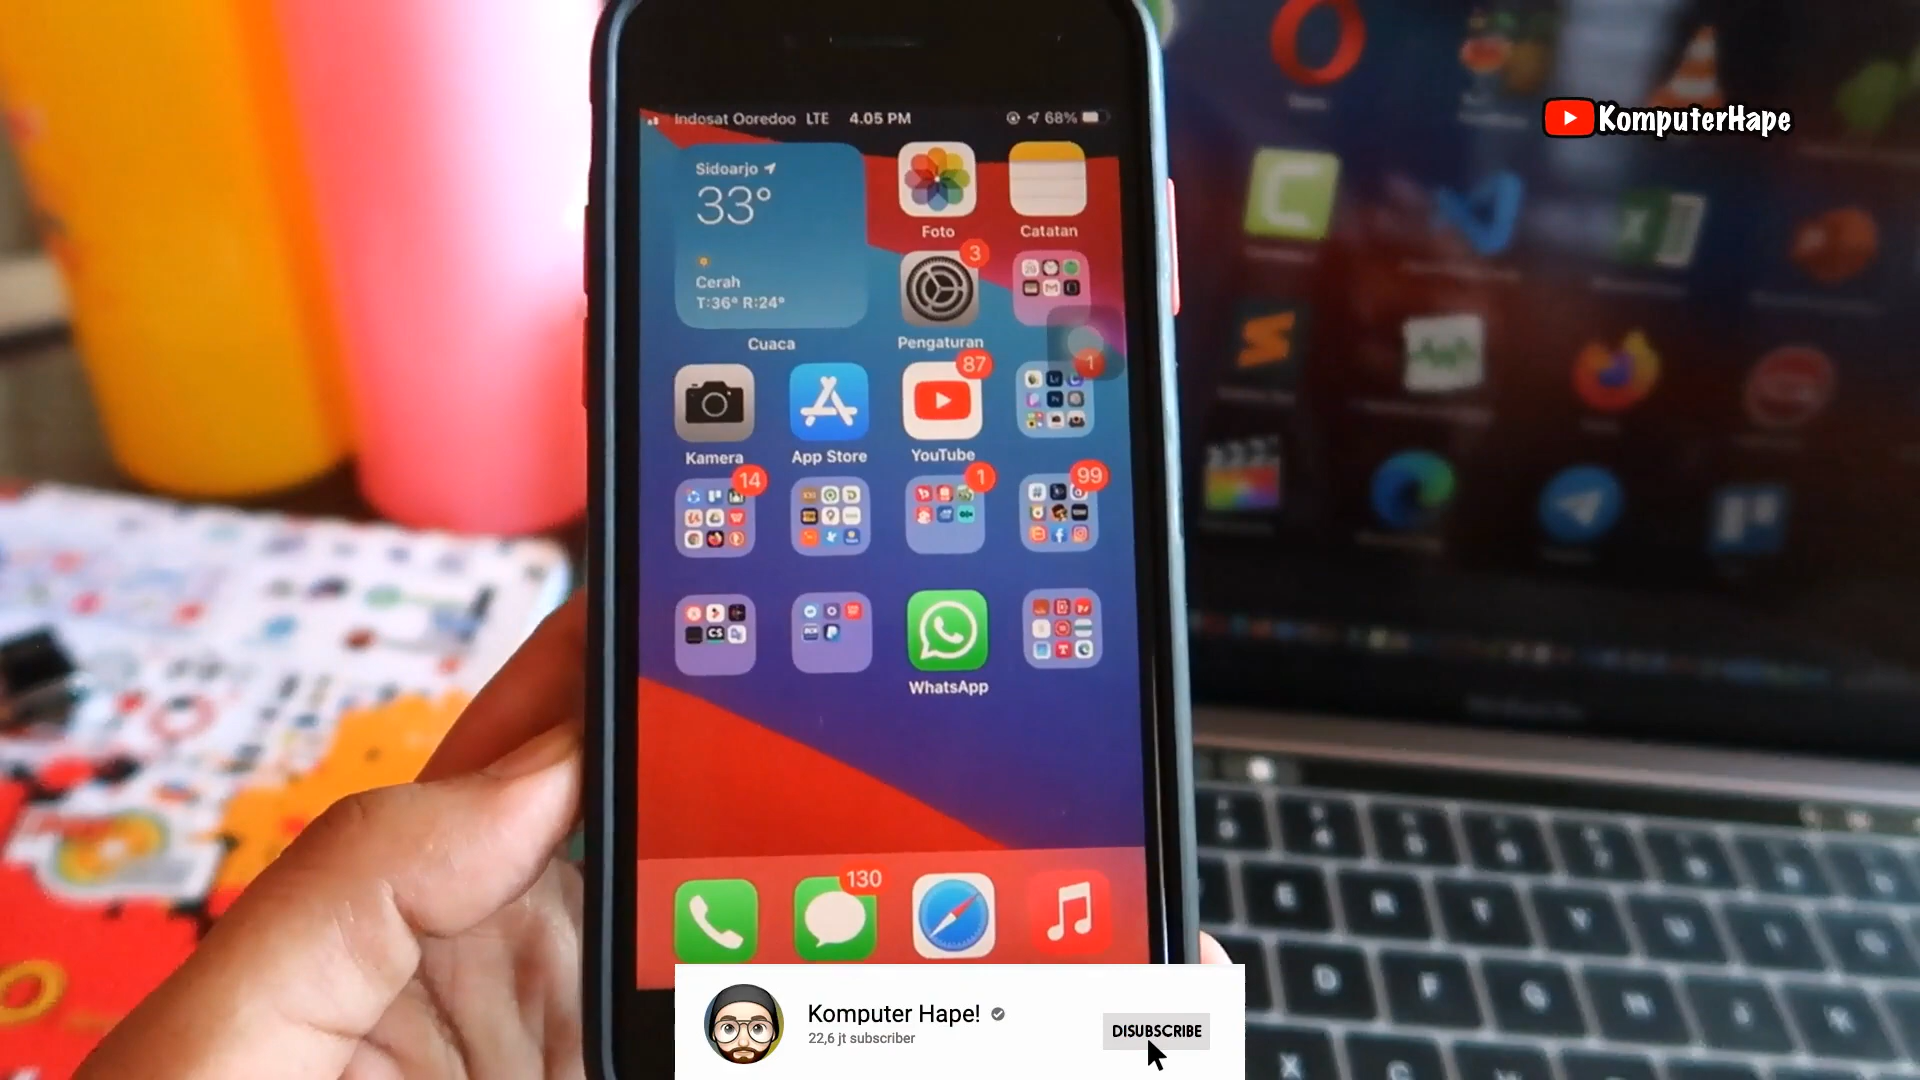 KomputerHape
Indosat Ooredoo LTE 4.05 PM 68%
Sidoarjo
33°
Cerah
T:36° R:24°
Cuaca
Foto
Catatan
3
Pengaturan
87
1
Kamera
App Store
YouTube
14
1
99
WhatsApp
130
Komputer Hape!
22,6 jt subscriber
DISUBSCRIBE